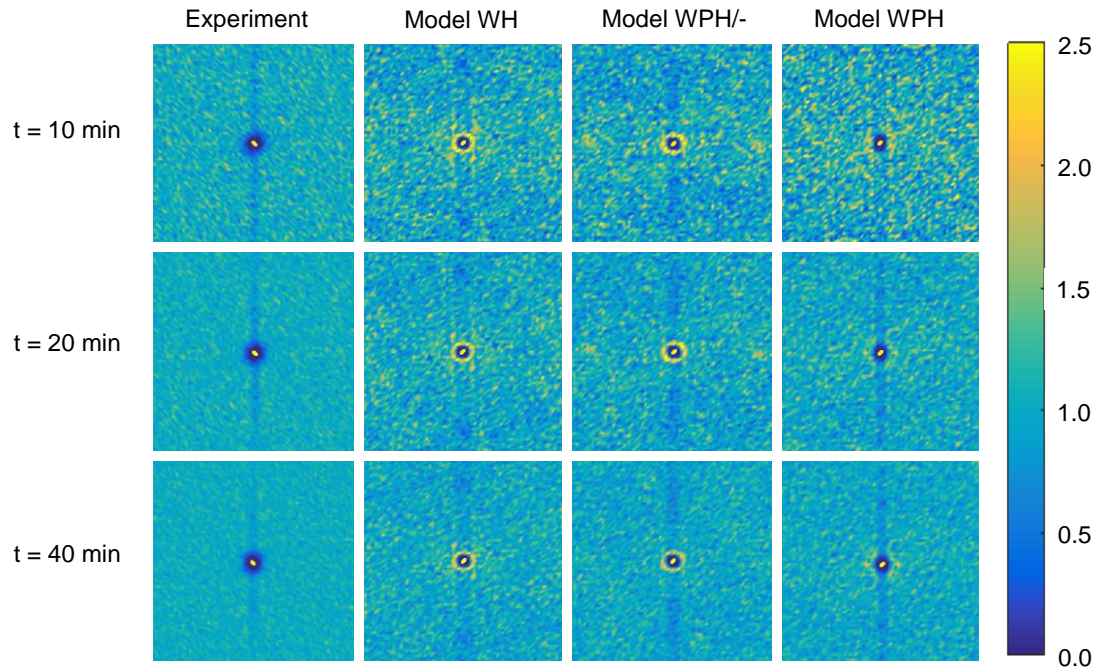 Experiment Model WH Model WPH/- Model WPH
2.5
t = 10 min
2.0
t = 20 min
1.5
1.0
t = 40 min
0.5
0.0